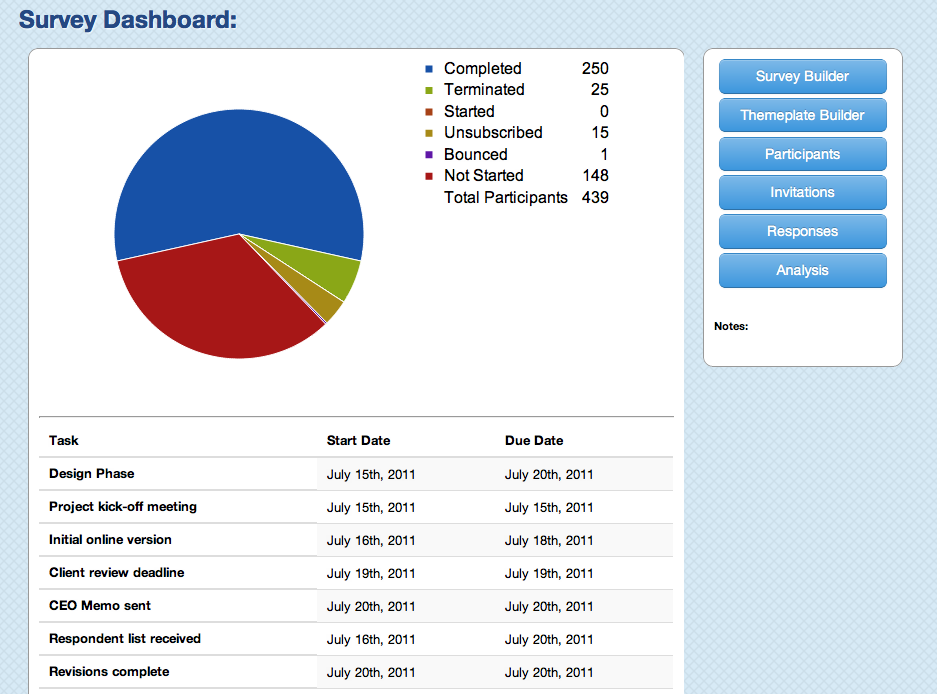 Survey Dashboard:
Completed 250
Terminated 25
Started 0
Unsubscribed 15
Bounced 1
Not Started 148
Total Participants 439
Survey Builder
Themeplate Builder
Participants
Invitations
Responses
Analysis
Notes:
Task Start Date Due Date
Design Phase July 15th, 2011 July 20th, 2011
Project kick-off meeting July 15th, 2011 July 15th, 2011
Initial online version July 16th, 2011 July 18th, 2011
Client review deadline July 19th, 2011 July 19th, 2011
CEO Memo sent July 20th, 2011 July 20th, 2011
Respondent list received July 16th, 2011 July 20th, 2011
Revisions complete July 20th, 2011 July 20th, 2011